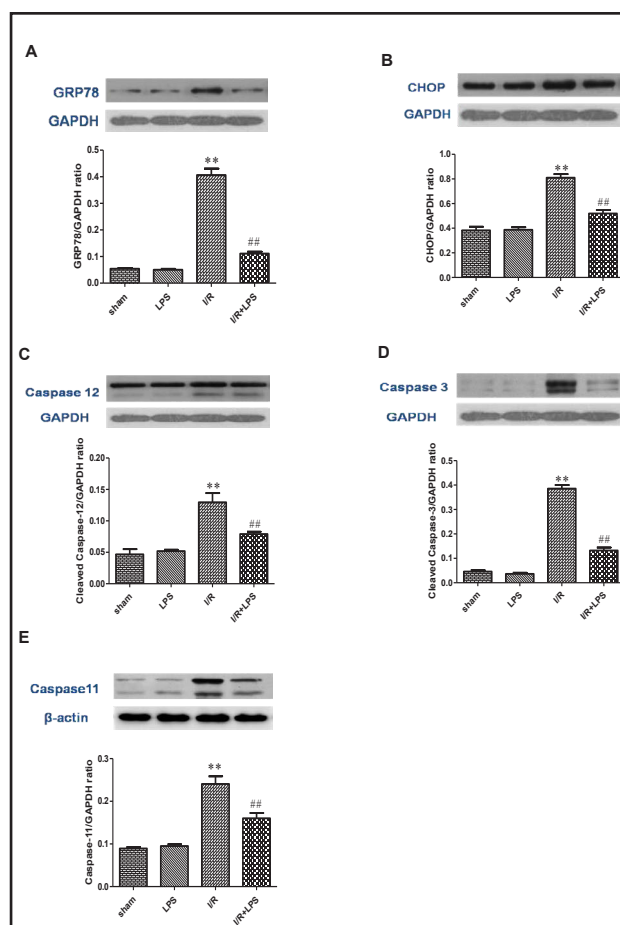 A
GRP78
GAPDH
GRP78/GAPDH ratio
0.5
0.4
0.3
0.2
0.1
0.0
**
##
sham
LPS
I/R
I/R+LPS
B
CHOP
GAPDH
CHOP/GAPDH ratio
1.0
0.8
0.6
0.4
0.2
0.0
**
##
sham
LPS
I/R
I/R+LPS
C
Caspase 12
GAPDH
Cleaved Caspase-12/GAPDH ratio
0.20
0.15
0.10
0.05
0.00
**
##
sham
LPS
I/R
I/R+LPS
D
Caspase 3
GAPDH
Cleaved Caspase-3/GAPDH ratio
0.5
0.4
0.3
0.2
0.1
0.0
**
##
sham
LPS
I/R
I/R+LPS
E
Caspase11
β-actin
Caspase-11/GAPDH ratio
0.3
0.2
0.1
0.0
**
##
sham
LPS
I/R
I/R+LPS